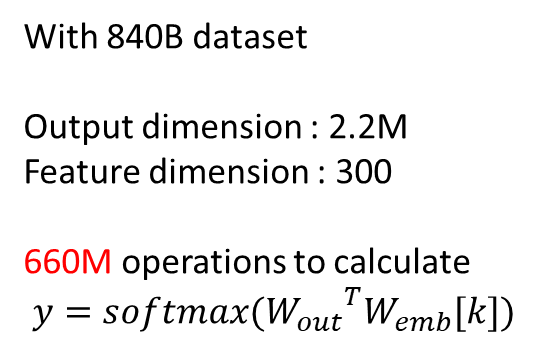 With 840B dataset
Output dimension : 2.2M
Feature dimension : 300
660M operations to calculate
y = softmax(W_out^T W_emb[k])